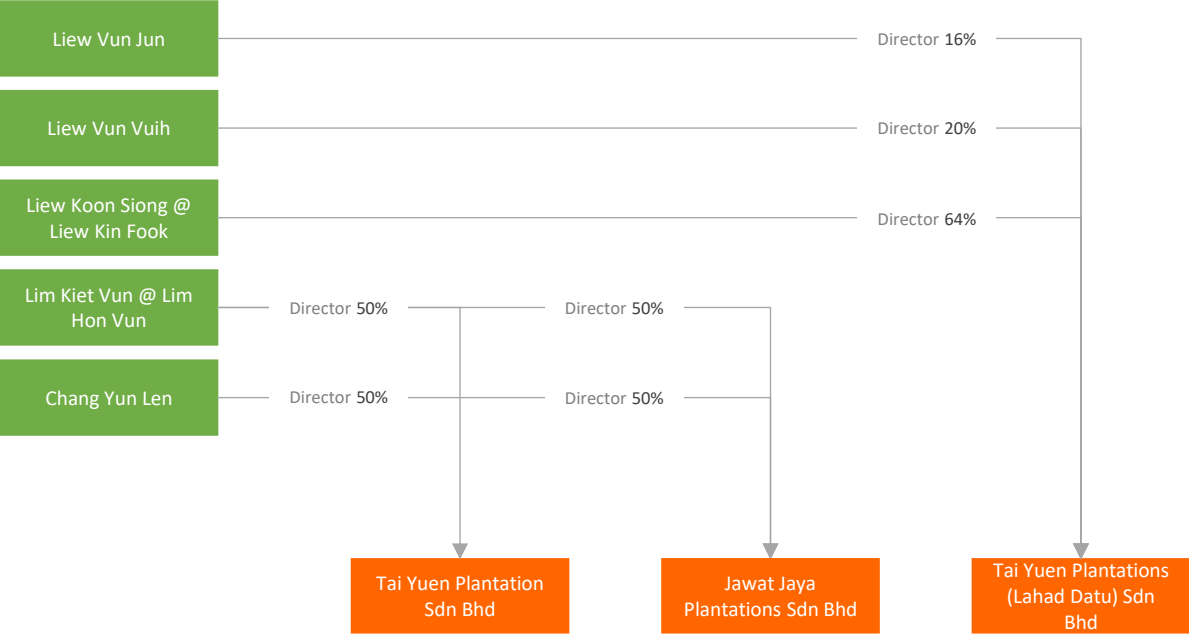 Liew Vun Jun
Director 16%
Liew Vun Vuih
Director 20%
Liew Koon Siong @
Liew Kin Fook
Director 64%
Lim Kiet Vun @ Lim
Hon Vun
Director 50%
Director 50%
Chang Yun Len
Director 50%
Director 50%
Tai Yuen Plantation
Sdn Bhd
Jawat Jaya
Plantations Sdn Bhd
Tai Yuen Plantations
(Lahad Datu) Sdn
Bhd